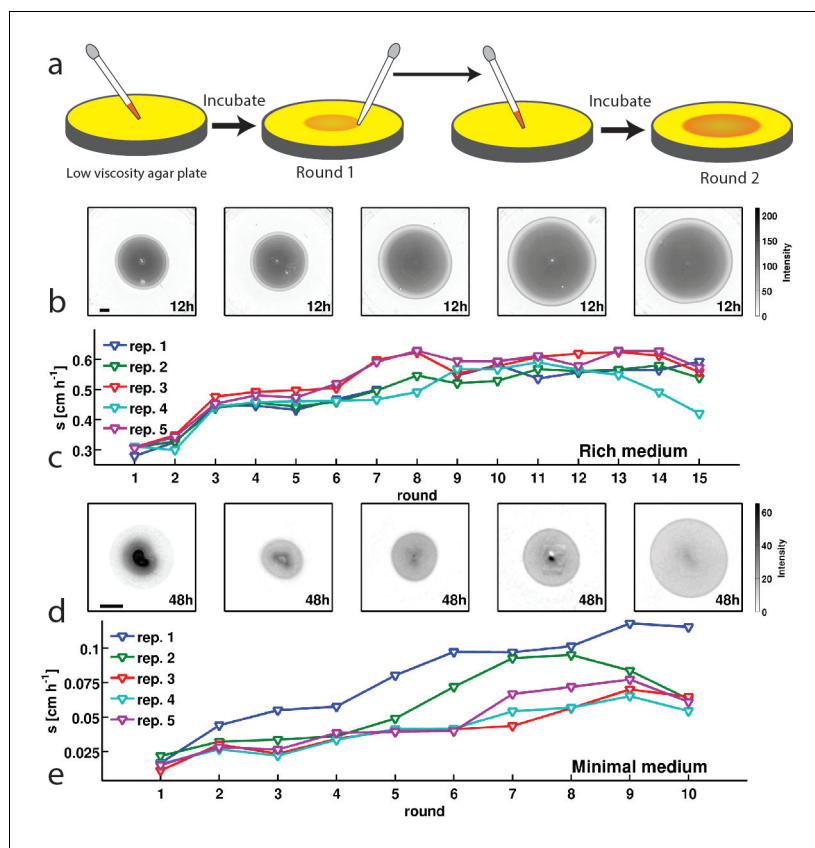 a
Incubate
Incubate
Low viscosity agar plate
Round 1
Round 2
b
12h
12h
12h
12h
12h
200
150
100
50
0
Intensity
c
s [cm h⁻¹]
0.6
0.5
0.4
0.3
rep. 1
rep. 2
rep. 3
rep. 4
rep. 5
Rich medium
1 2 3 4 5 6 7 8 9 10 11 12 13 14 15
round
d
48h
48h
48h
48h
48h
60
40
20
0
Intensity
e
s [cm h⁻¹]
0.1
0.075
0.05
0.025
rep. 1
rep. 2
rep. 3
rep. 4
rep. 5
Minimal medium
1 2 3 4 5 6 7 8 9 10
round